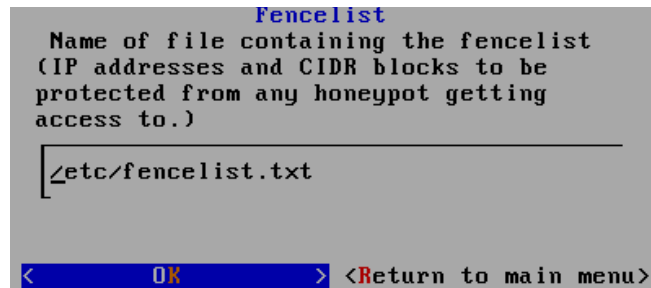 Fencelist
Name of file containing the fencelist
(IP addresses and CIDR blocks to be
protected from any honeypot getting
access to.)
/etc/fencelist.txt
< OK > <Return to main menu>